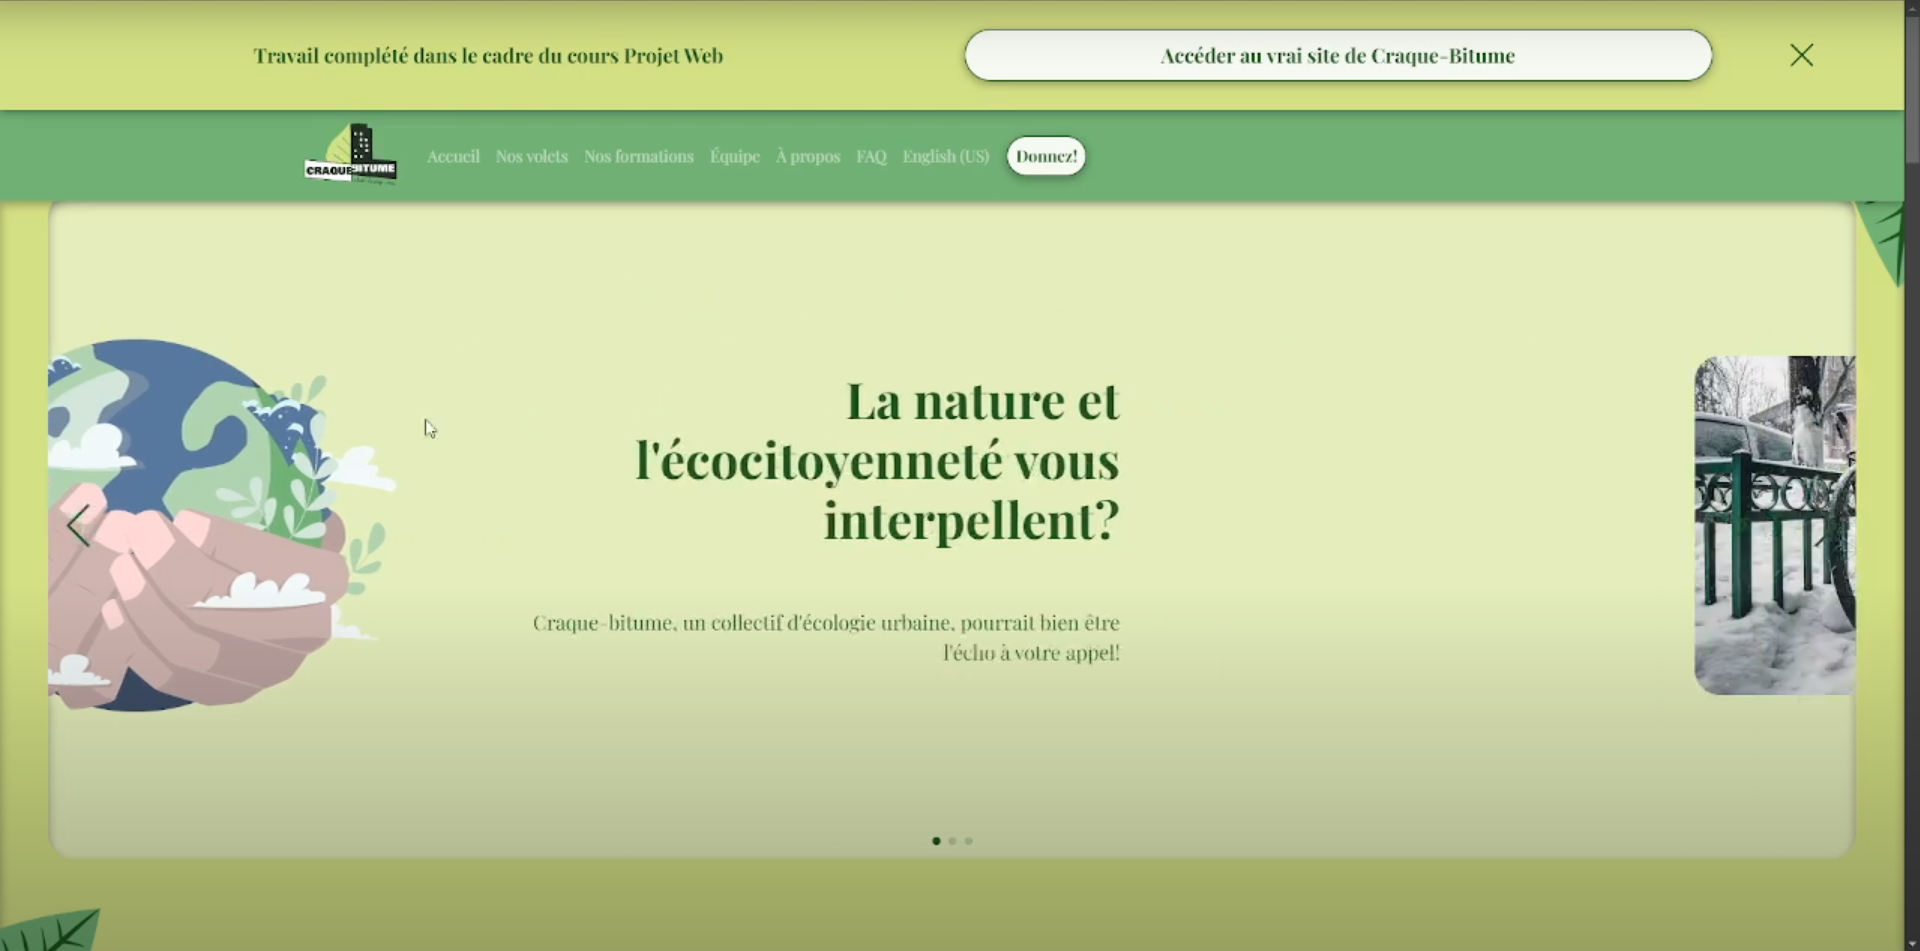 Travail complété dans le cadre du cours Projet Web
Accéder au vrai site de Craque-Bitume
CRAQUEBITUME
Accueil
Nos volets
Nos formations
Équipe
À propos
FAQ
English (US)
Donnez!
La nature et
l'écocitoyenneté vous
interpellent?
Craque-bitume, un collectif d'écologie urbaine, pourrait bien être
l'écho à votre appel!